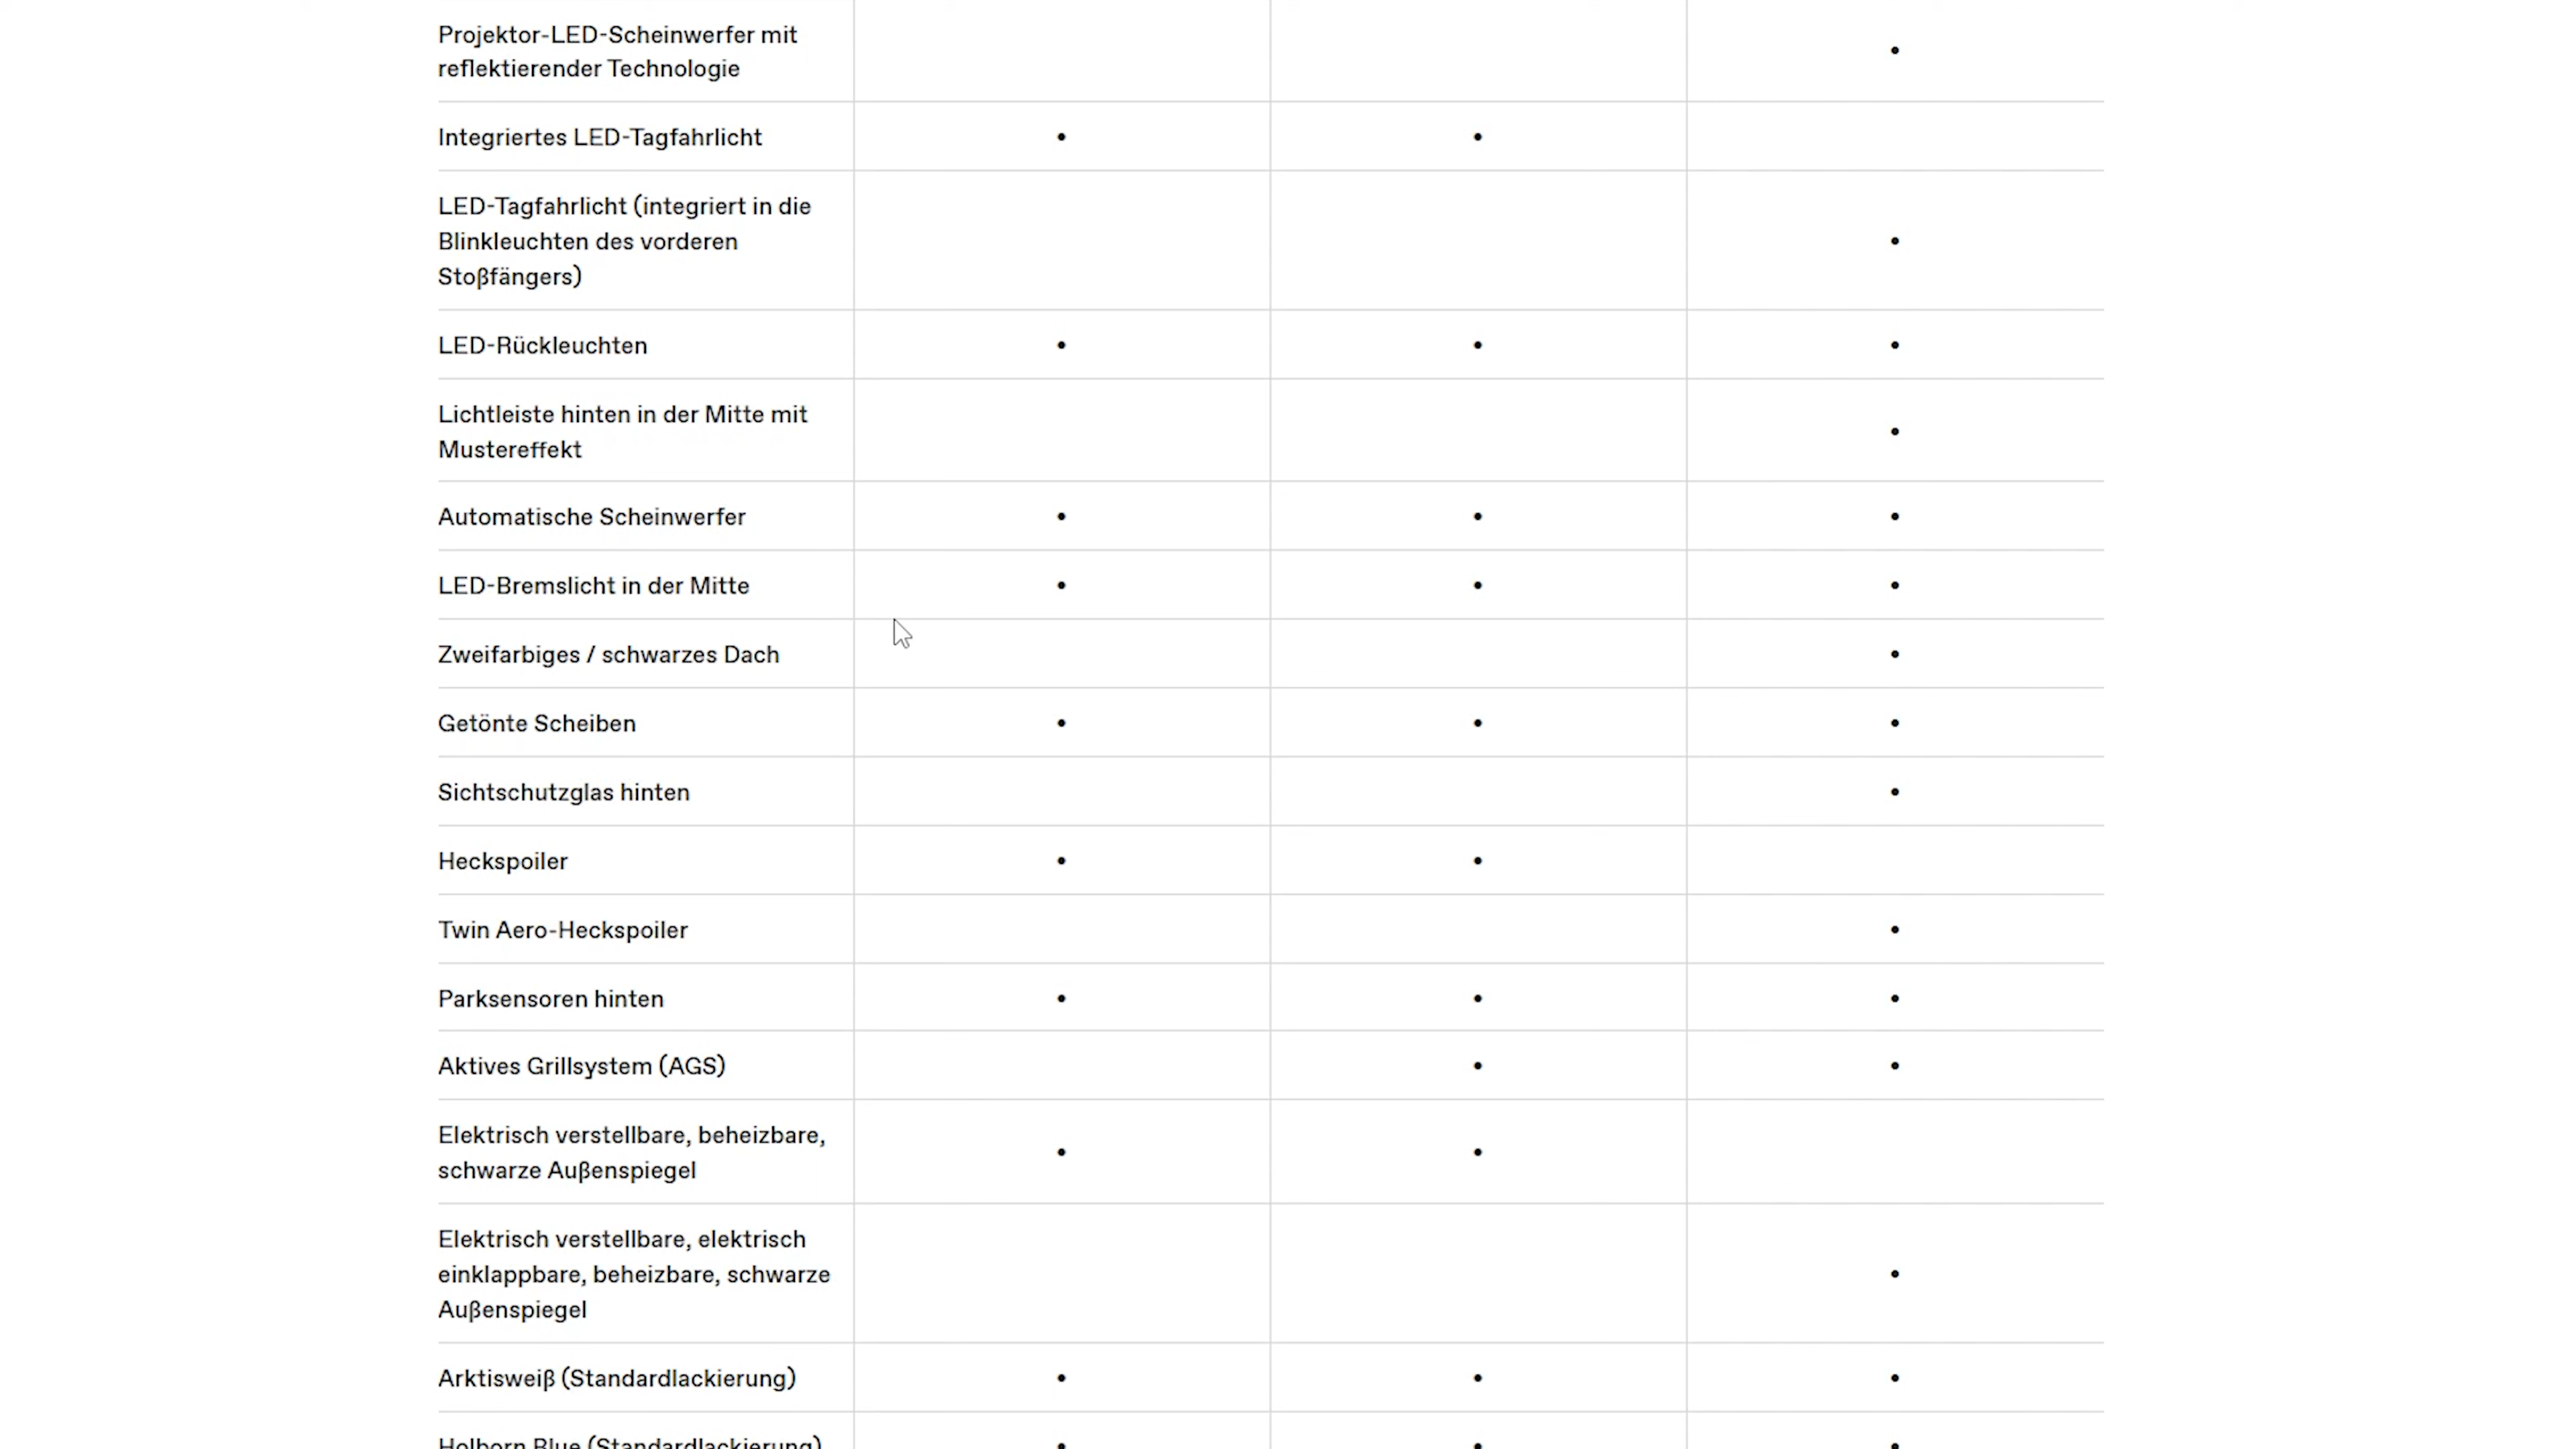 Projektor-LED-Scheinwerfer mit
reflektierender Technologie
•
Integriertes LED-Tagfahrlicht • •
LED-Tagfahrlicht (integriert in die
Blinkleuchten des vorderen
Stoßfängers)
•
LED-Rückleuchten • • •
Lichtleiste hinten in der Mitte mit
Mustereffekt
•
Automatische Scheinwerfer • • •
LED-Bremslicht in der Mitte • • •
Zweifarbiges / schwarzes Dach •
Getönte Scheiben • • •
Sichtschutzglas hinten •
Heckspoiler • •
Twin Aero-Heckspoiler •
Parksensoren hinten • • •
Aktives Grillsystem (AGS) • •
Elektrisch verstellbare, beheizbare,
schwarze Außenspiegel
• •
Elektrisch verstellbare, elektrisch
einklappbare, beheizbare, schwarze
Außenspiegel
•
Arktisweiß (Standardlackierung) • • •
Holborn Blue (Standardlackierung) • • •